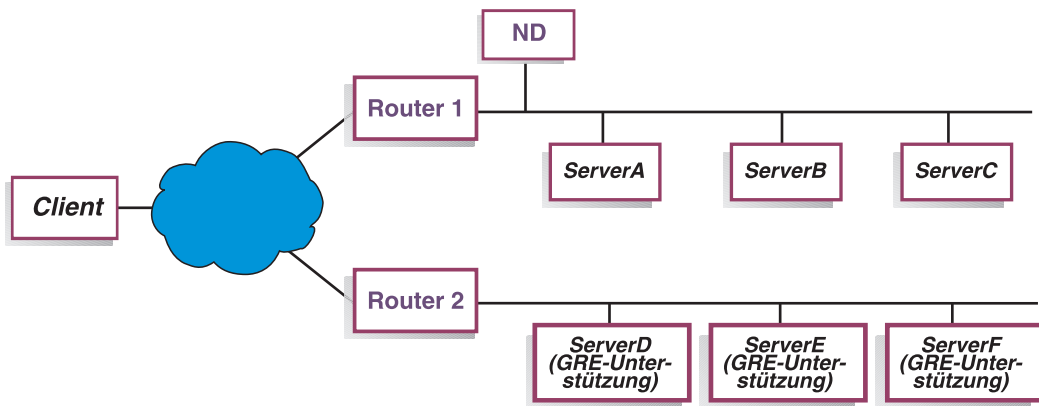 ND
Router 1
ServerA
ServerB
ServerC
Client
Router 2
ServerD
(GRE-Unter-
stützung)
ServerE
(GRE-Unter-
stützung)
ServerF
(GRE-Unter-
stützung)